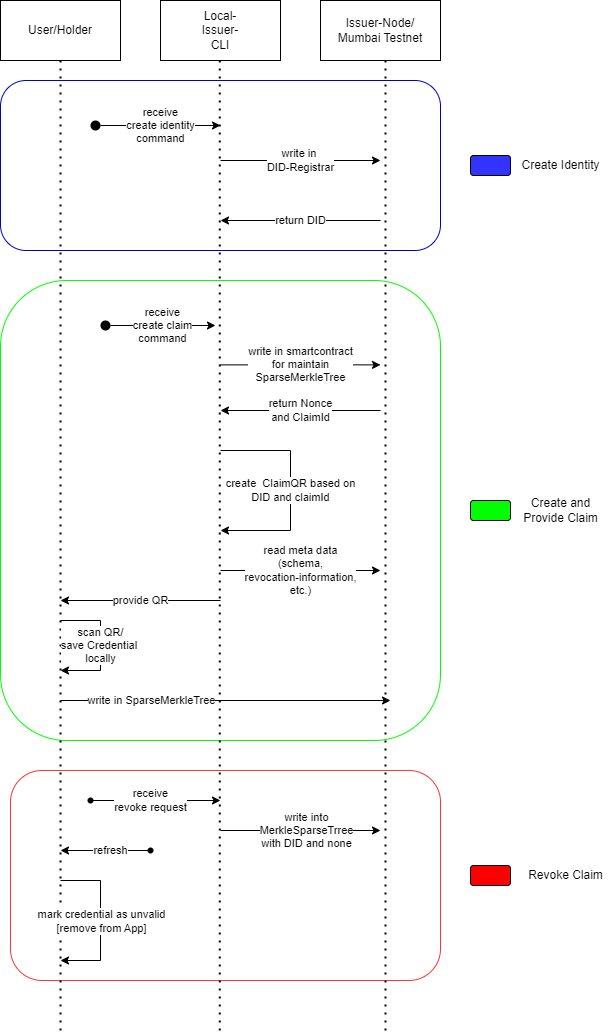 User/Holder
Local-
Issuer-
CLI
Issuer-Node/
Mumbai Testnet
receive
create identity
command
write in
DID-Registrar
return DID
Create Identity
receive
create claim
command
write in smartcontract
for maintain
SparseMerkleTree
return Nonce
and ClaimId
create  ClaimQR based on
DID and claimId
read meta data
(schema,
revocation-information,
etc.)
provide QR
scan QR/
save Credential
locally
write in SparseMerkleTree
Create and
Provide Claim
receive
revoke request
write into
MerkleSparseTrree
with DID and none
refresh
mark credential as unvalid
[remove from App]
Revoke Claim